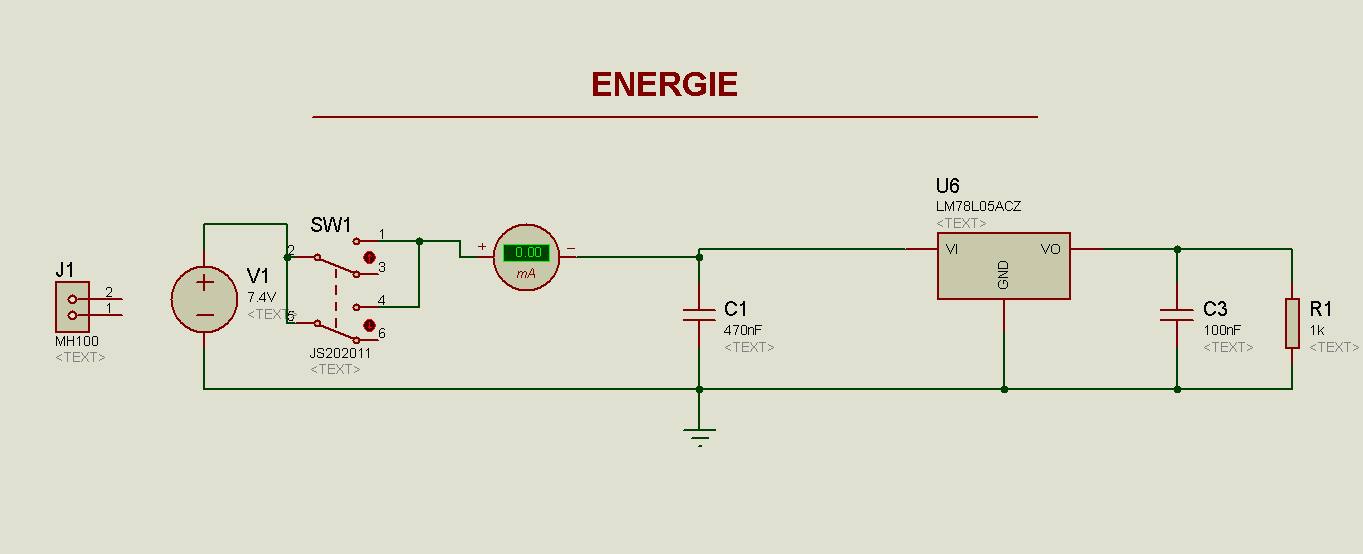 ENERGIE
J1
2
1
MH100
<TEXT>
V1
7.4V
<TEXT>
SW1
1
2
3
4
5
6
JS202011
<TEXT>
+
−
0.00
mA
C1
470nF
<TEXT>
U6
LM78L05ACZ
<TEXT>
VI
VO
GND
C3
100nF
<TEXT>
R1
1k
<TEXT>